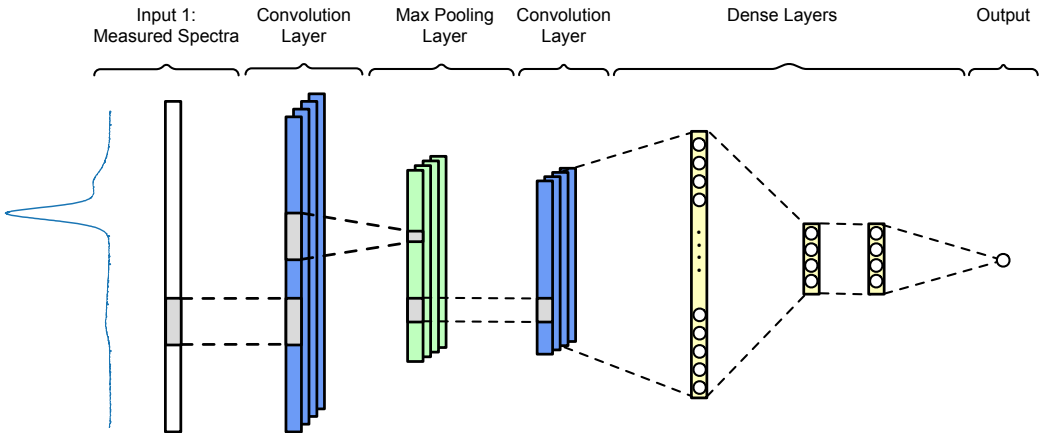 Input 1:
Measured Spectra
Convolution
Layer
Max Pooling
Layer
Convolution
Layer
Dense Layers
Output